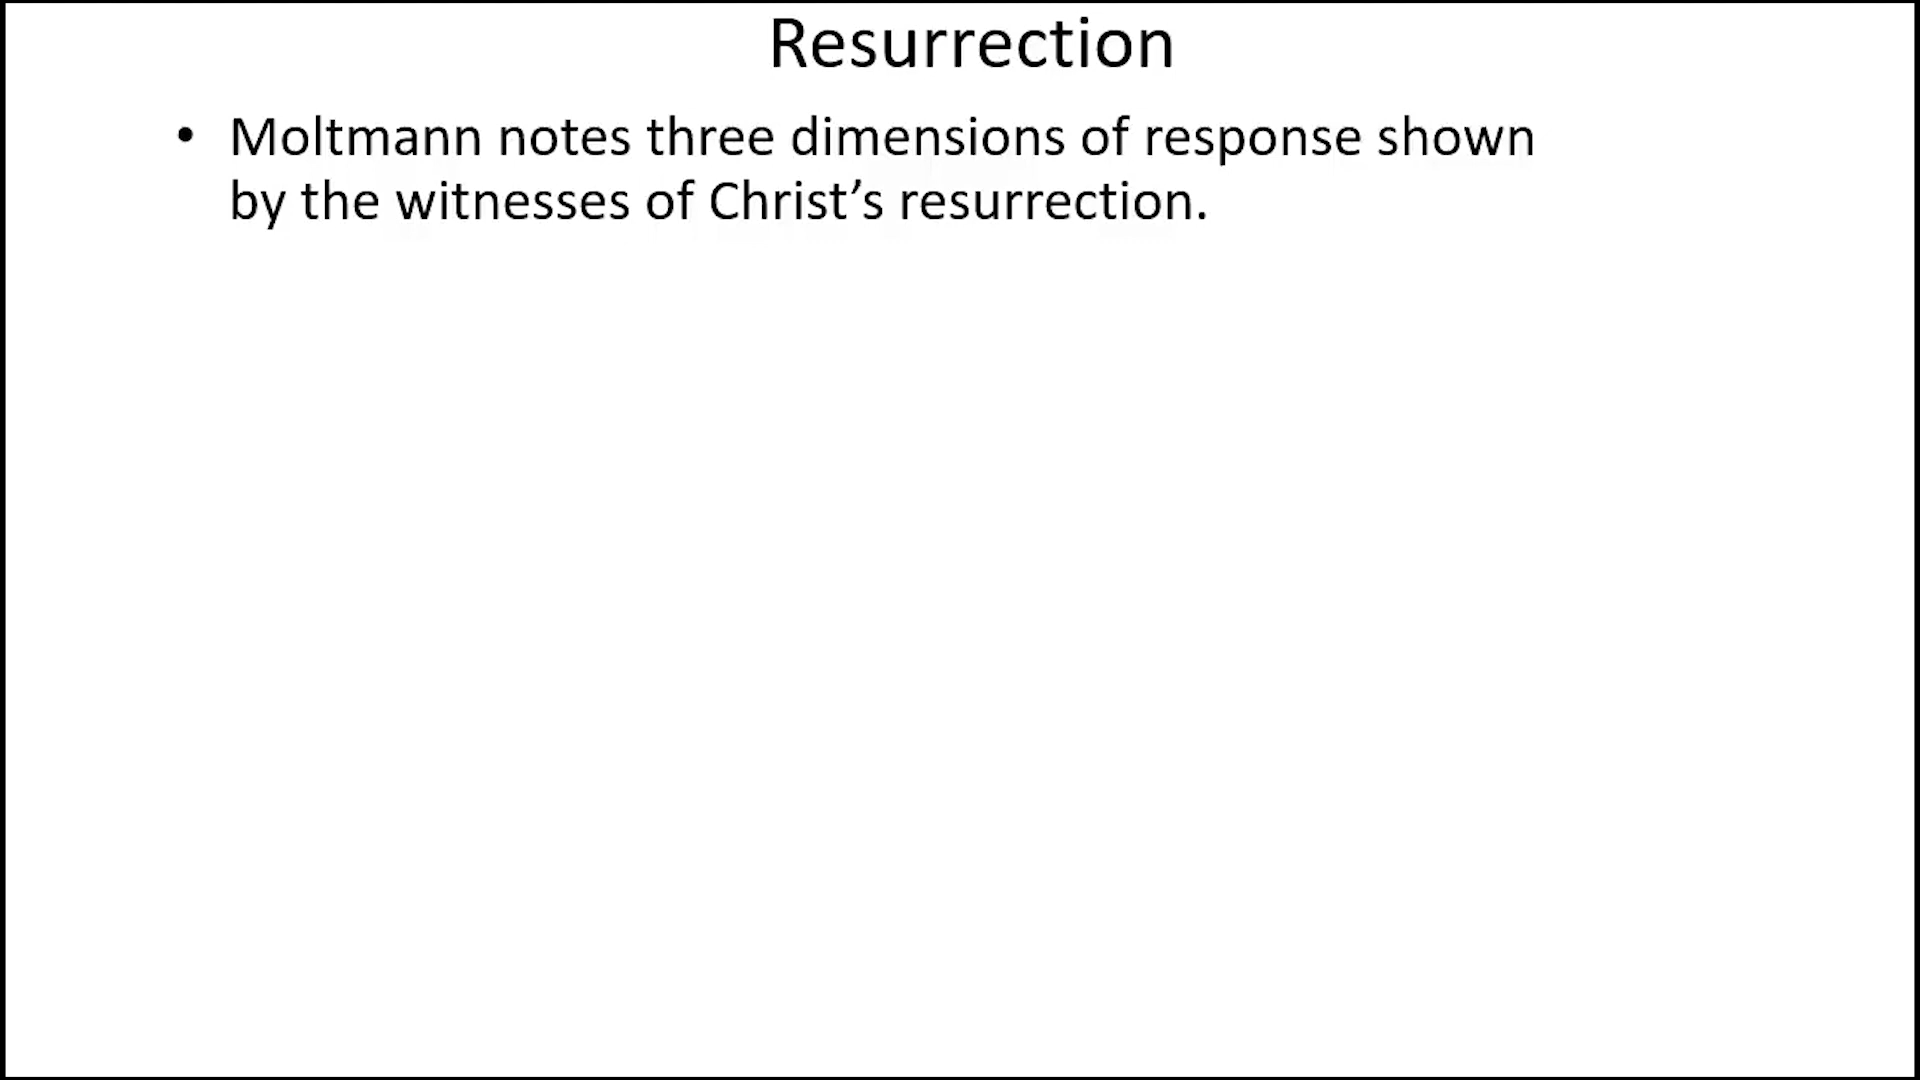 Resurrection
• Moltmann notes three dimensions of response shown
by the witnesses of Christ’s resurrection.